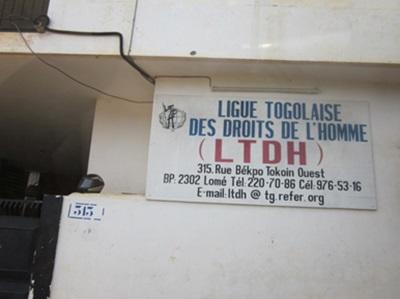 LIGUE TOGOLAISE
DES DROITS DE L'HOMME
(LTDH)
315. Rue Békpo Tokoin Ouest
BP. 2302 Lomé Tél: 220-70-86 Cél: 976-53-16
E-mail: ltdh @ tg.refer.org
315